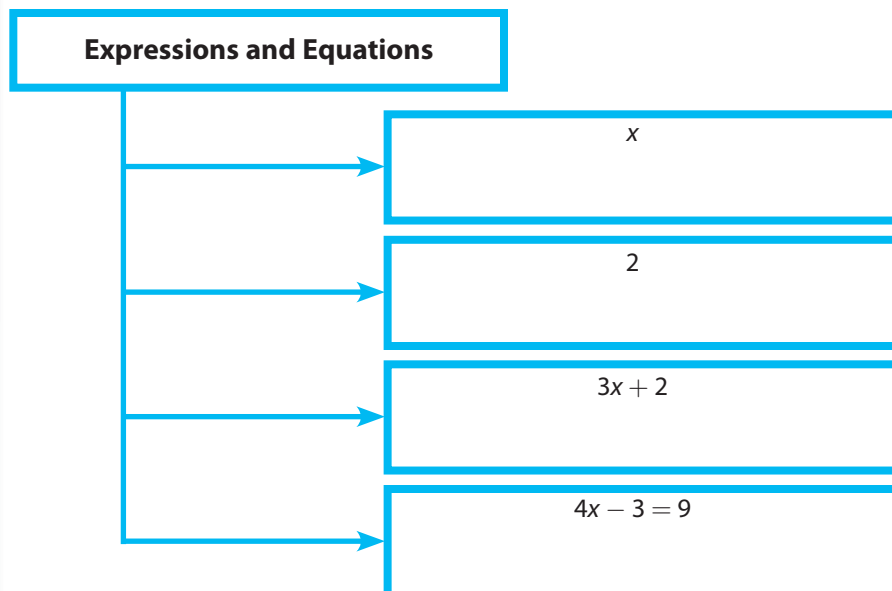 Expressions and Equations
x
2
3x + 2
4x − 3 = 9